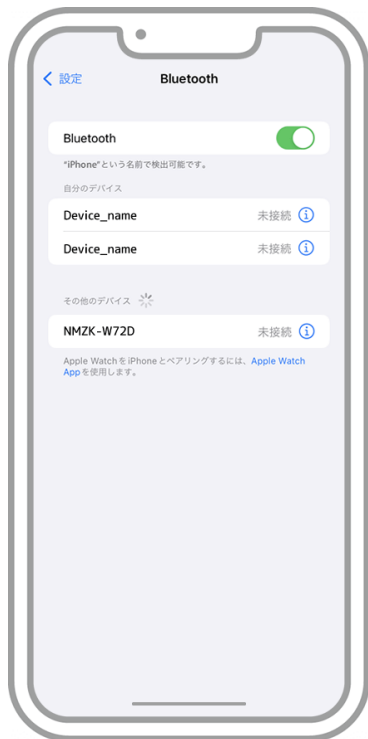 設定
Bluetooth
Bluetooth
"iPhone"という名前で検出可能です。
自分のデバイス
Device_name 未接続
Device_name 未接続
その他のデバイス
NMZK-W72D 未接続
Apple WatchをiPhoneとペアリングするには、Apple Watch
Appを使用します。